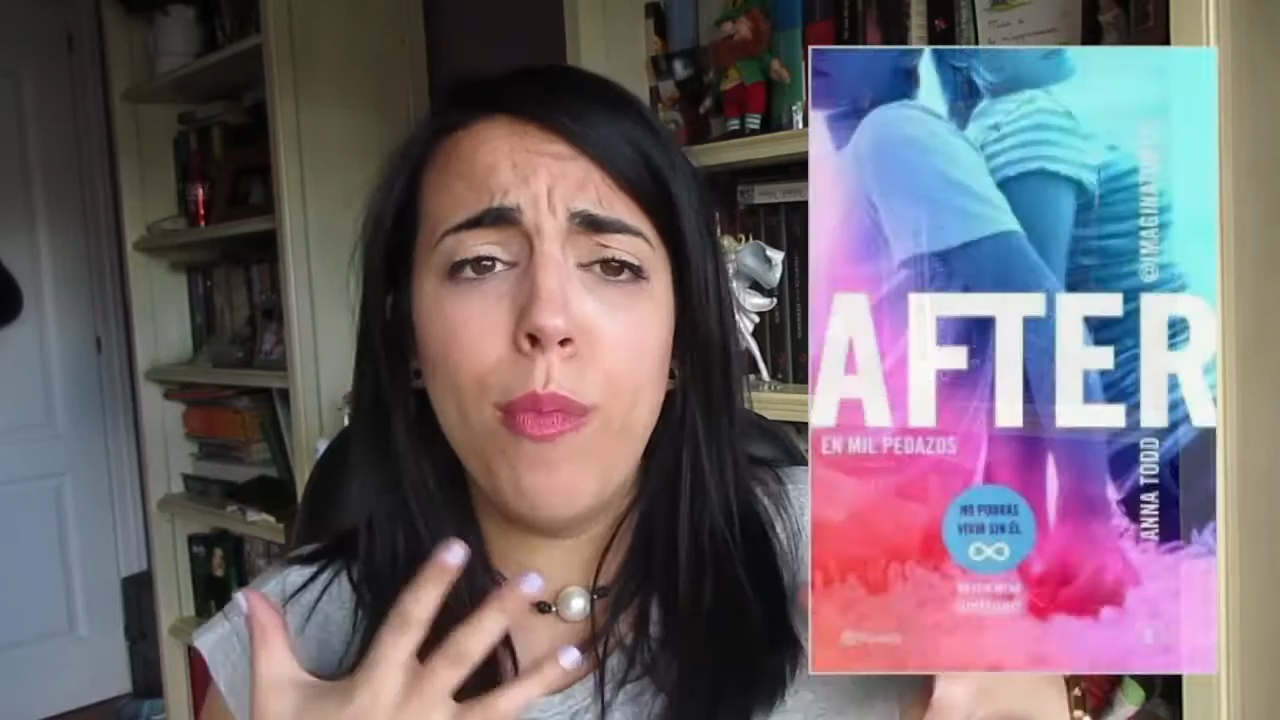 @IMAGINATOR1D
AFTER
EN MIL PEDAZOS
ANNA TODD
NO PODRÁS
VIVIR SIN ÉL